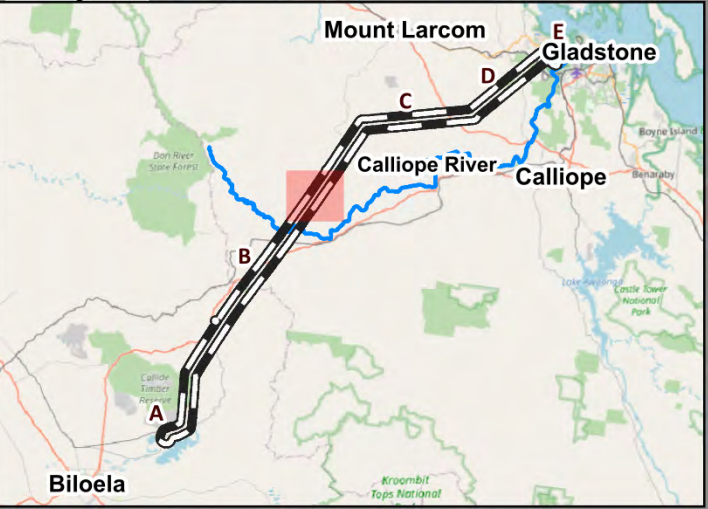 Mount Larcom
E
Gladstone
D
C
Boyne Island
Don River
State Forest
Calliope River
Calliope
Benaraby
B
Lake Awoonga
Castle Tower
National
Park
Callide
Timber
Reserve
A
Biloela
Kroombit
Tops National